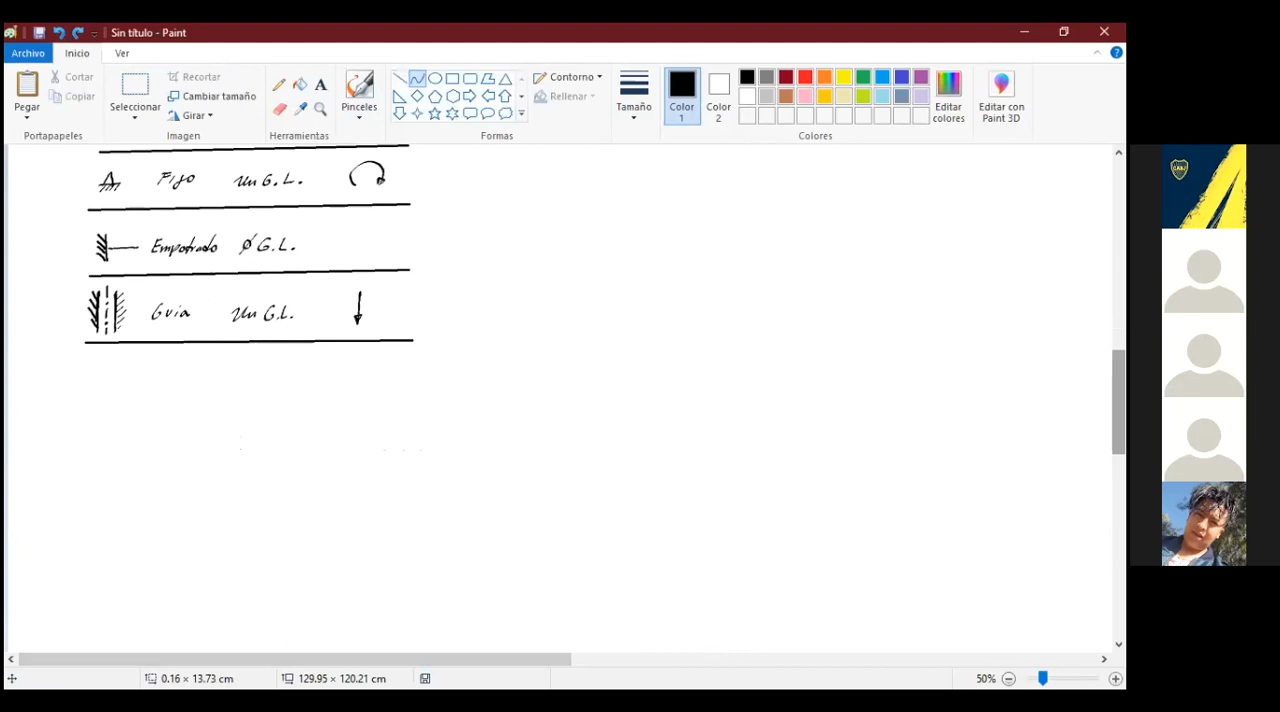 Sin título - Paint
Archivo Inicio Ver
Pegar
Cortar
Copiar
Portapapeles
Seleccionar
Recortar
Cambiar tamaño
Girar
Imagen
A
Herramientas
Pinceles
Contorno
Rellenar
Formas
Tamaño
Color 1
Color 2
Editar colores
Colores
Editar con Paint 3D
Fijo Un G.L.
Empotrado Ø G.L.
Guia Un G.L.
0.16 × 13.73 cm 129.95 × 120.21 cm 50%